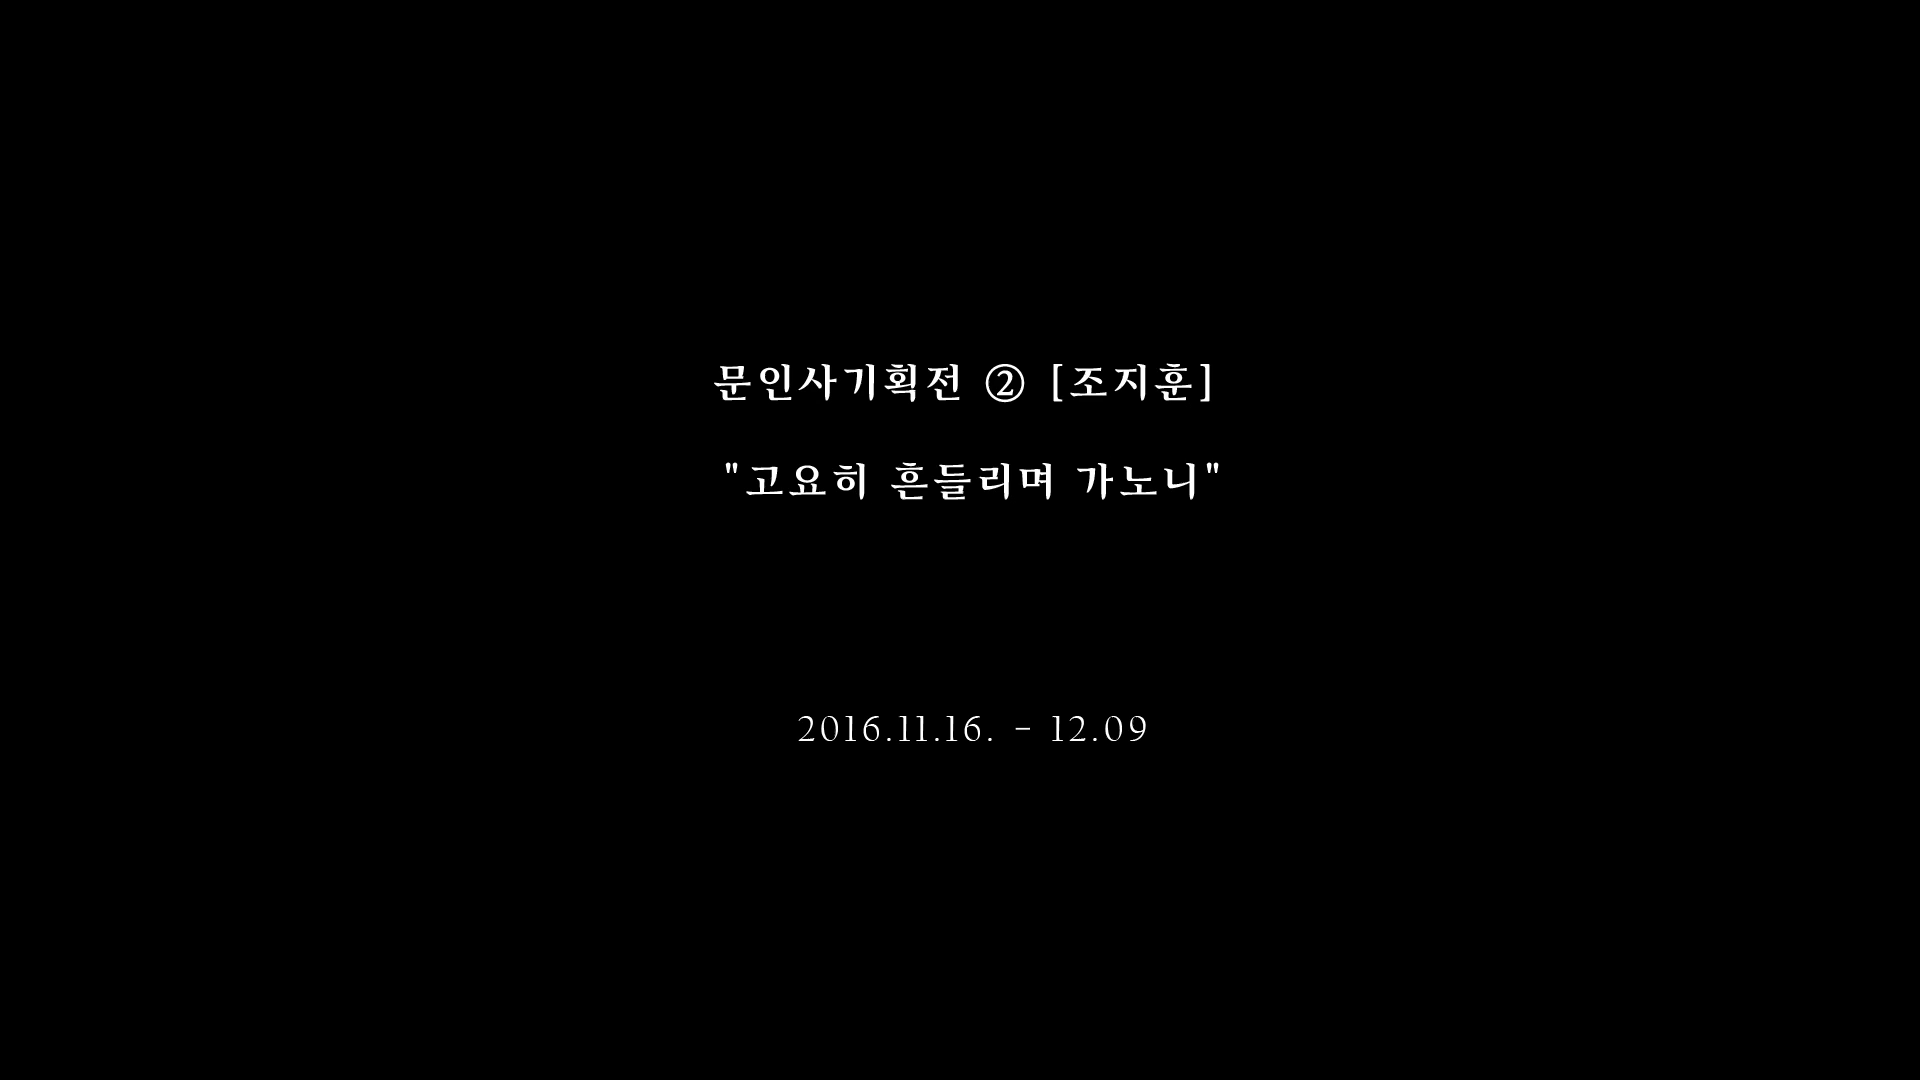 문인사기획전 ② [조지훈]
"고요히 흔들리며 가노니"
2016.11.16. - 12.09